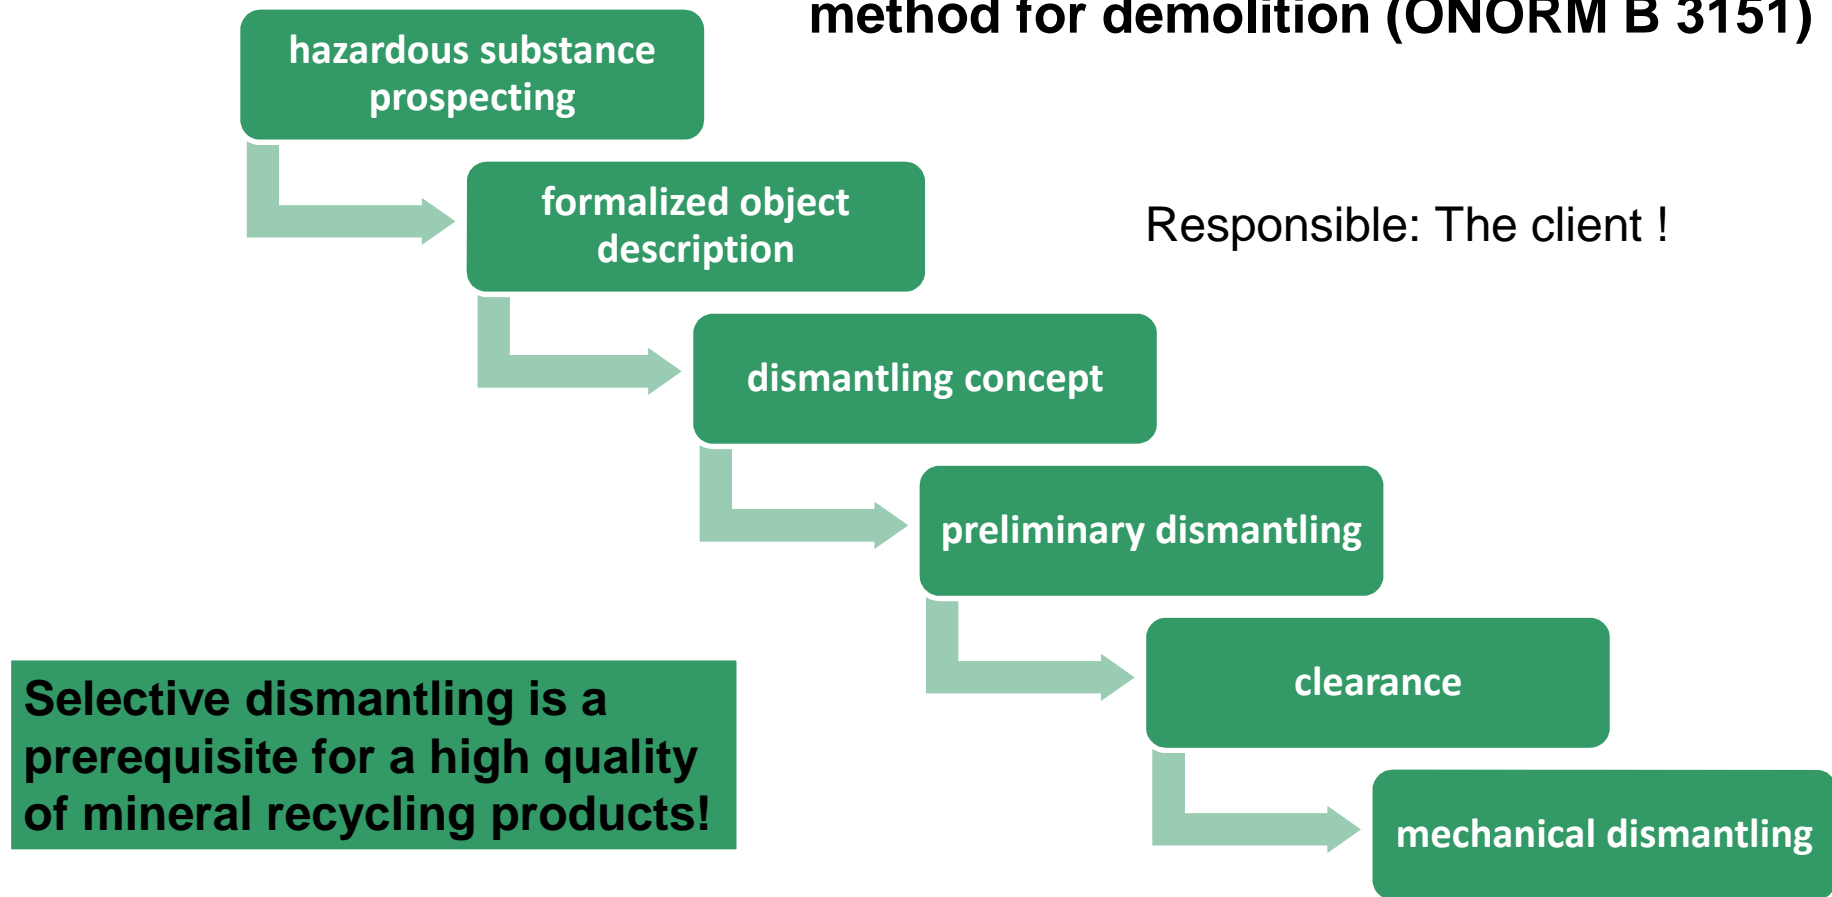 method for demolition (ONORM B 3151)
hazardous substance
prospecting
formalized object
description
Responsible: The client !
dismantling concept
preliminary dismantling
clearance
Selective dismantling is a
prerequisite for a high quality
of mineral recycling products!
mechanical dismantling